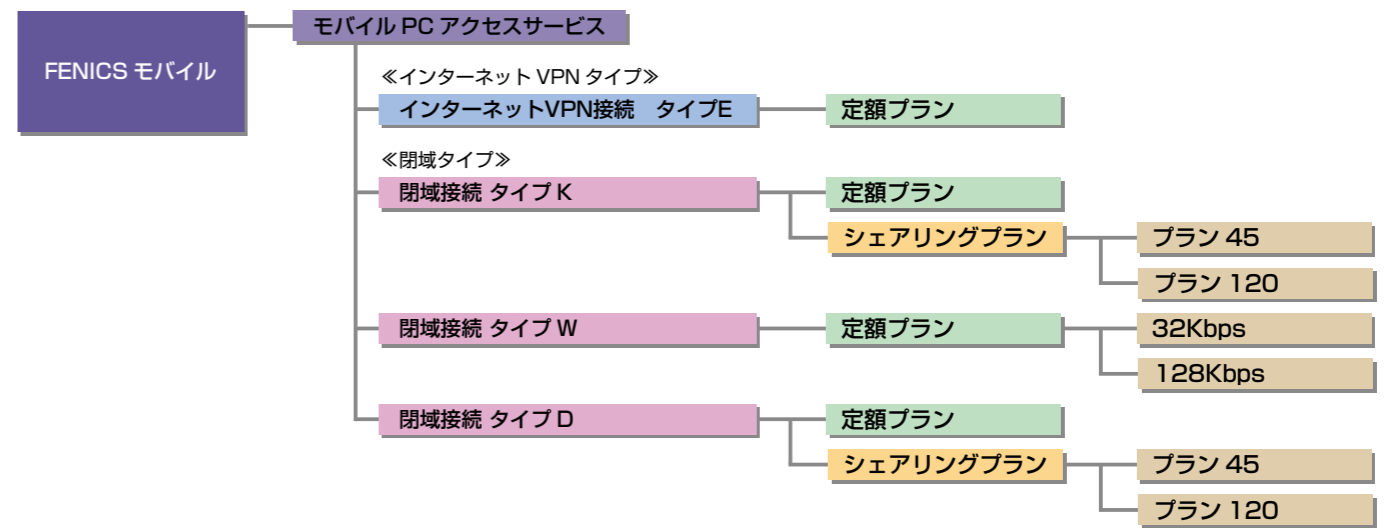 FENICS モバイル
モバイル PC アクセスサービス
≪インターネット VPN タイプ≫
インターネットVPN接続　タイプE
定額プラン
≪閉域タイプ≫
閉域接続 タイプ K
定額プラン
シェアリングプラン
プラン 45
プラン 120
閉域接続 タイプ W
定額プラン
32Kbps
128Kbps
閉域接続 タイプ D
定額プラン
シェアリングプラン
プラン 45
プラン 120